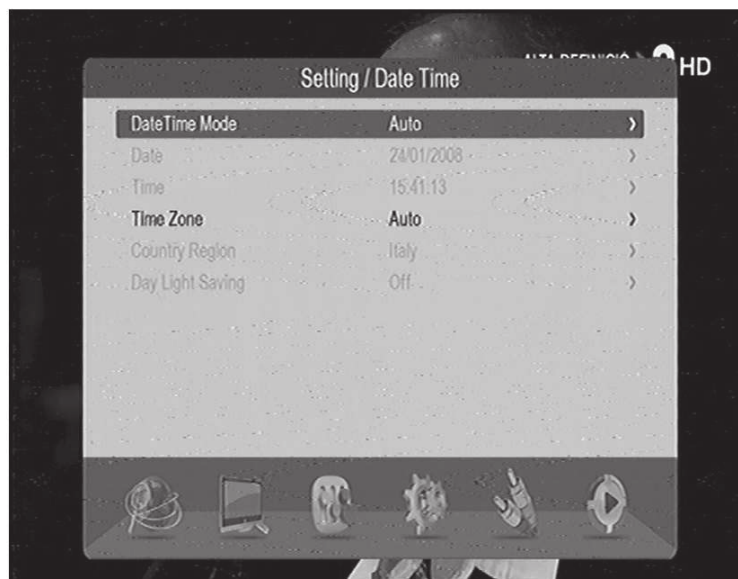 HD
Setting / Date Time
DateTime Mode Auto
Date 24/01/2008
Time 15:41:13
Time Zone Auto
Country Region Italy
Day Light Saving Off